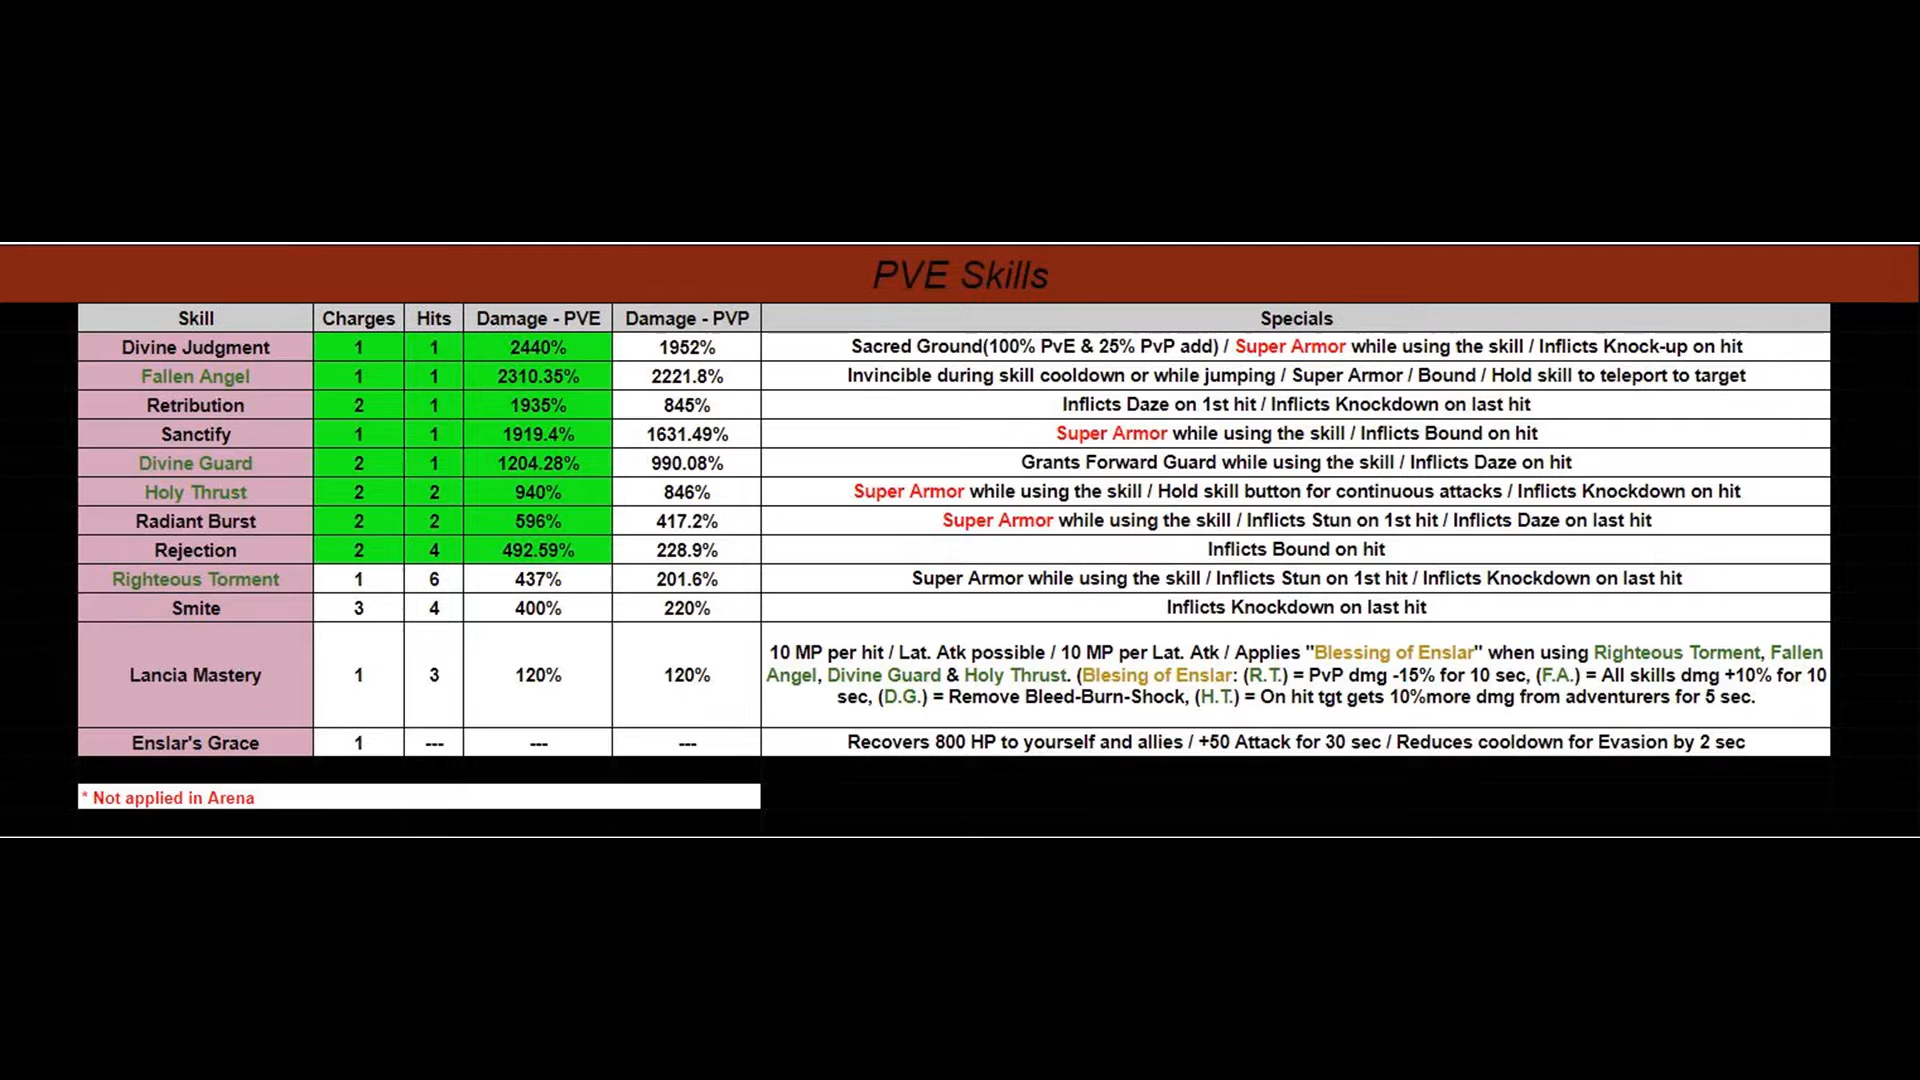 PVE Skills
Skill Charges Hits Damage - PVE Damage - PVP Specials
Divine Judgment 1 1 2440% 1952% Sacred Ground(100% PvE & 25% PvP add) / Super Armor while using the skill / Inflicts Knock-up on hit
Fallen Angel 1 1 2310.35% 2221.8% Invincible during skill cooldown or while jumping / Super Armor / Bound / Hold skill to teleport to target
Retribution 2 1 1935% 845% Inflicts Daze on 1st hit / Inflicts Knockdown on last hit
Sanctify 1 1 1919.4% 1631.49% Super Armor while using the skill / Inflicts Bound on hit
Divine Guard 2 1 1204.28% 990.08% Grants Forward Guard while using the skill / Inflicts Daze on hit
Holy Thrust 2 2 940% 846% Super Armor while using the skill / Hold skill button for continuous attacks / Inflicts Knockdown on hit
Radiant Burst 2 2 596% 417.2% Super Armor while using the skill / Inflicts Stun on 1st hit / Inflicts Daze on last hit
Rejection 2 4 492.59% 228.9% Inflicts Bound on hit
Righteous Torment 1 6 437% 201.6% Super Armor while using the skill / Inflicts Stun on 1st hit / Inflicts Knockdown on last hit
Smite 3 4 400% 220% Inflicts Knockdown on last hit
Lancia Mastery 1 3 120% 120% 10 MP per hit / Lat. Atk possible / 10 MP per Lat. Atk / Applies "Blessing of Enslar" when using Righteous Torment, Fallen
Angel, Divine Guard & Holy Thrust. (Blesing of Enslar: (R.T.) = PvP dmg -15% for 10 sec, (F.A.) = All skills dmg +10% for 10
sec, (D.G.) = Remove Bleed-Burn-Shock, (H.T.) = On hit tgt gets 10%more dmg from adventurers for 5 sec.
Enslar's Grace 1 --- --- --- Recovers 800 HP to yourself and allies / +50 Attack for 30 sec / Reduces cooldown for Evasion by 2 sec
* Not applied in Arena